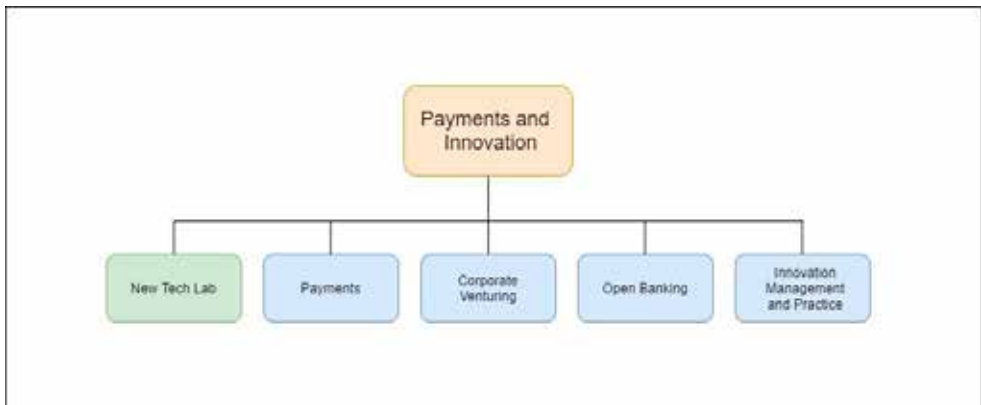 Payments and
Innovation
New Tech Lab
Payments
Corporate
Venturing
Open Banking
Innovation
Management
and Practice